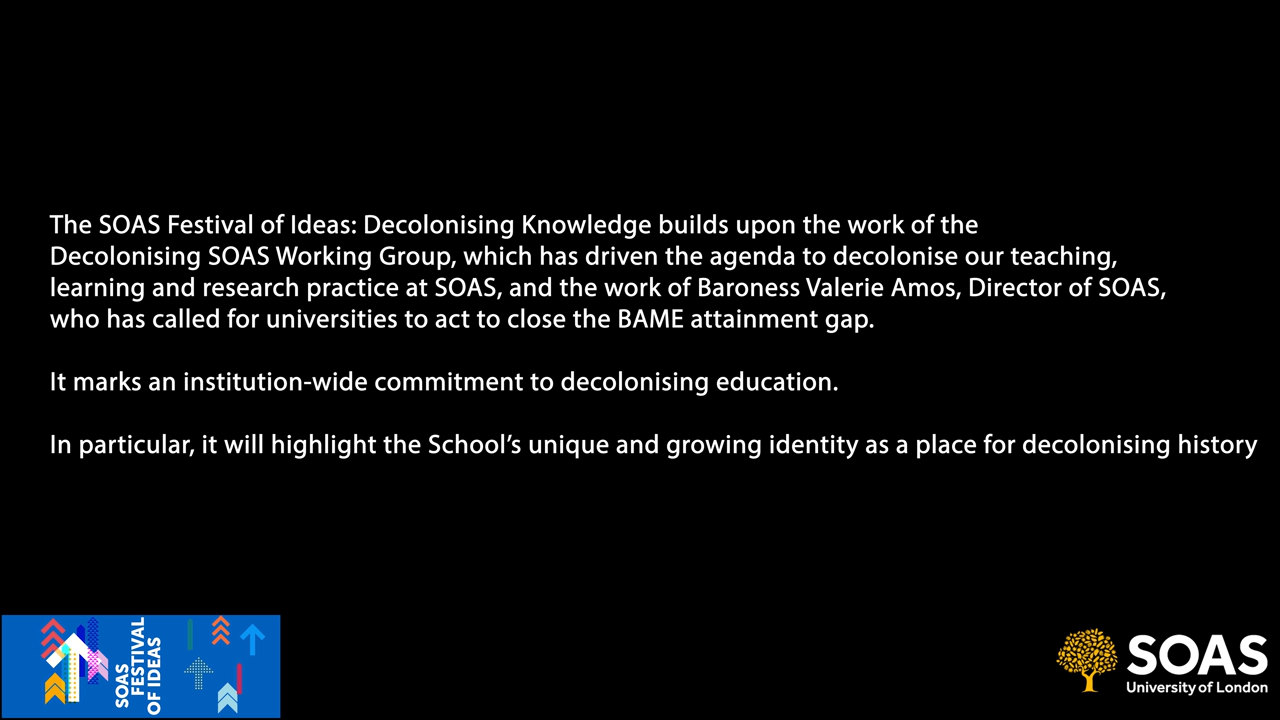 The SOAS Festival of Ideas: Decolonising Knowledge builds upon the work of the
Decolonising SOAS Working Group, which has driven the agenda to decolonise our teaching,
learning and research practice at SOAS, and the work of Baroness Valerie Amos, Director of SOAS,
who has called for universities to act to close the BAME attainment gap.
It marks an institution-wide commitment to decolonising education.
In particular, it will highlight the School’s unique and growing identity as a place for decolonising history
SOAS
FESTIVAL
OF IDEAS
SOAS
University of London